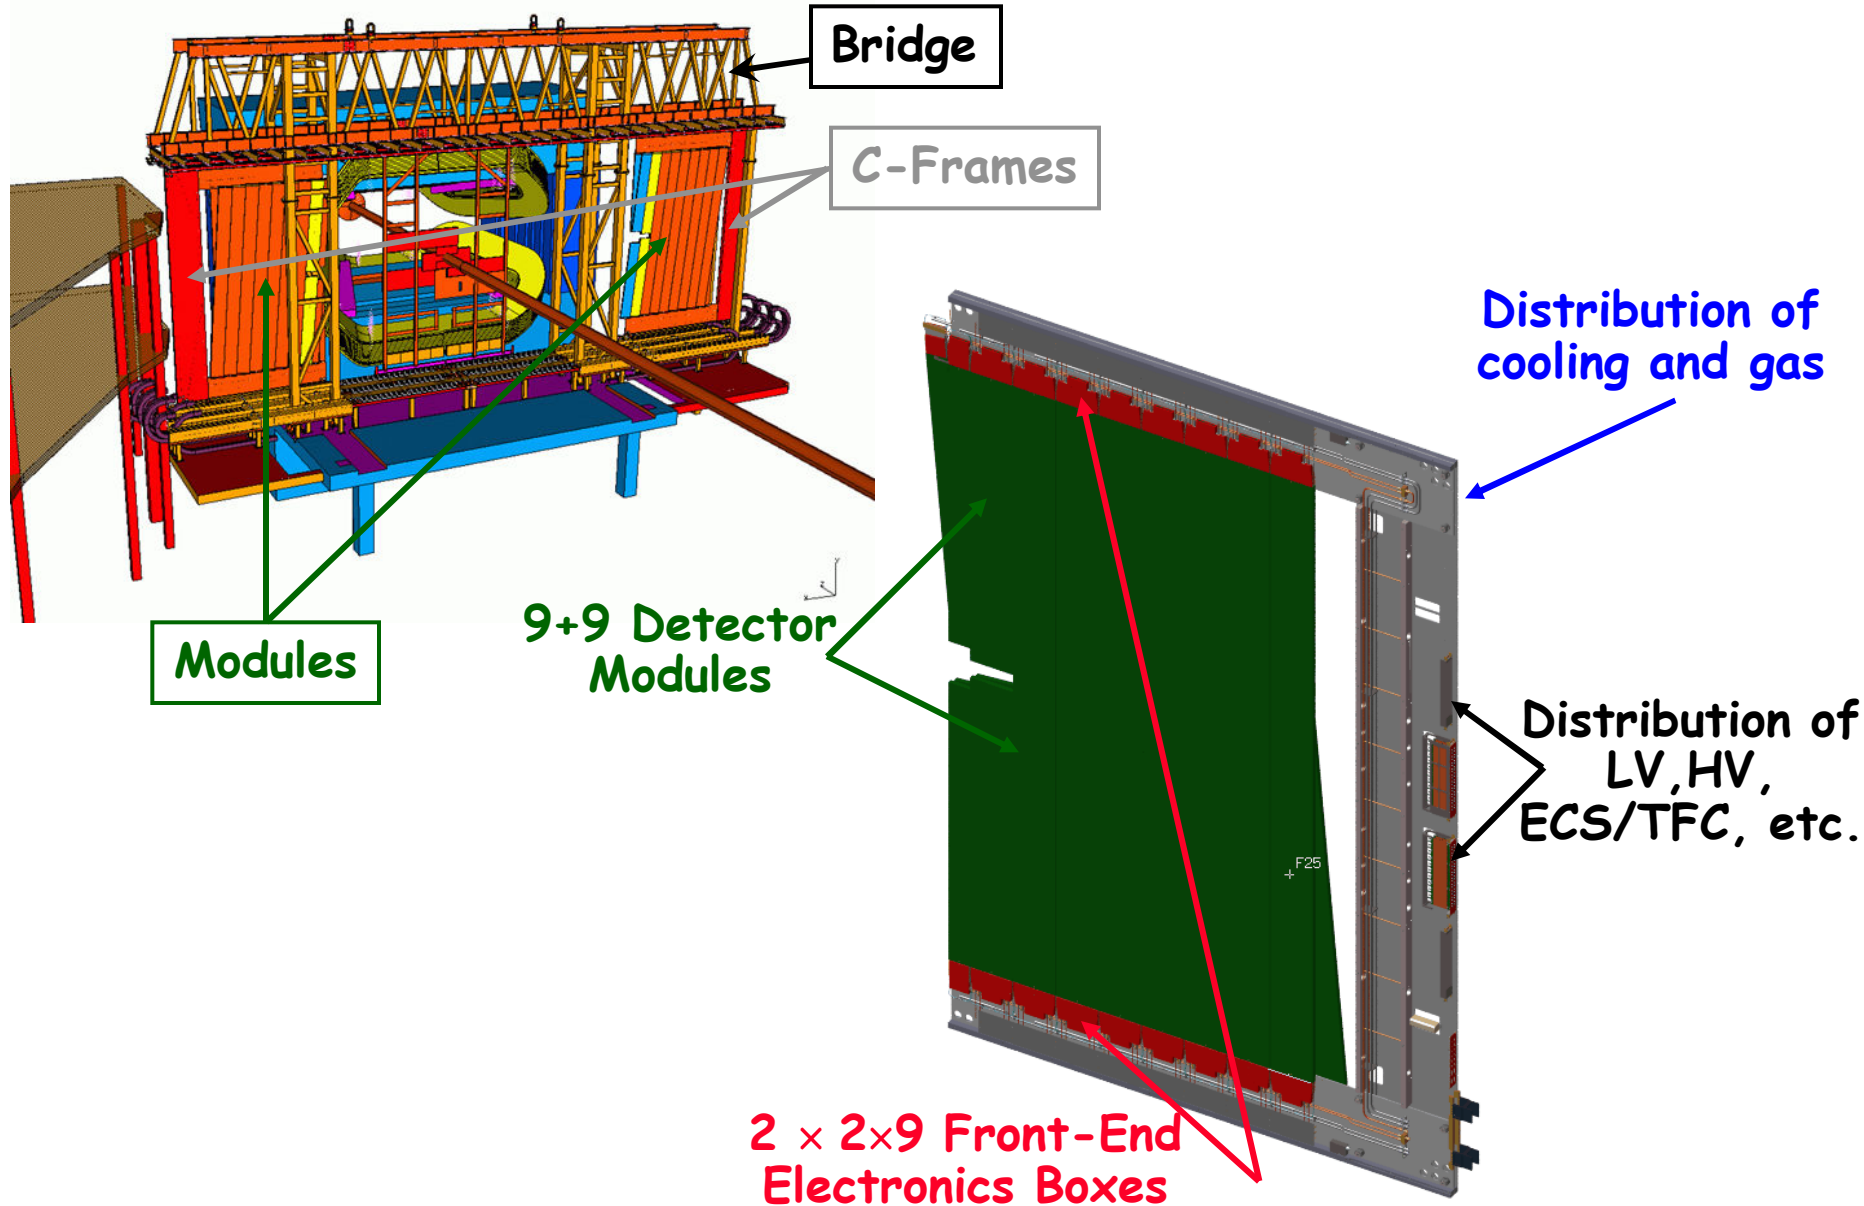 Bridge
C-Frames
Distribution of
cooling and gas
9+9 Detector
Modules
Modules
Distribution of
LV,HV,
ECS/TFC, etc.
F25
2 × 2×9 Front-End
Electronics Boxes